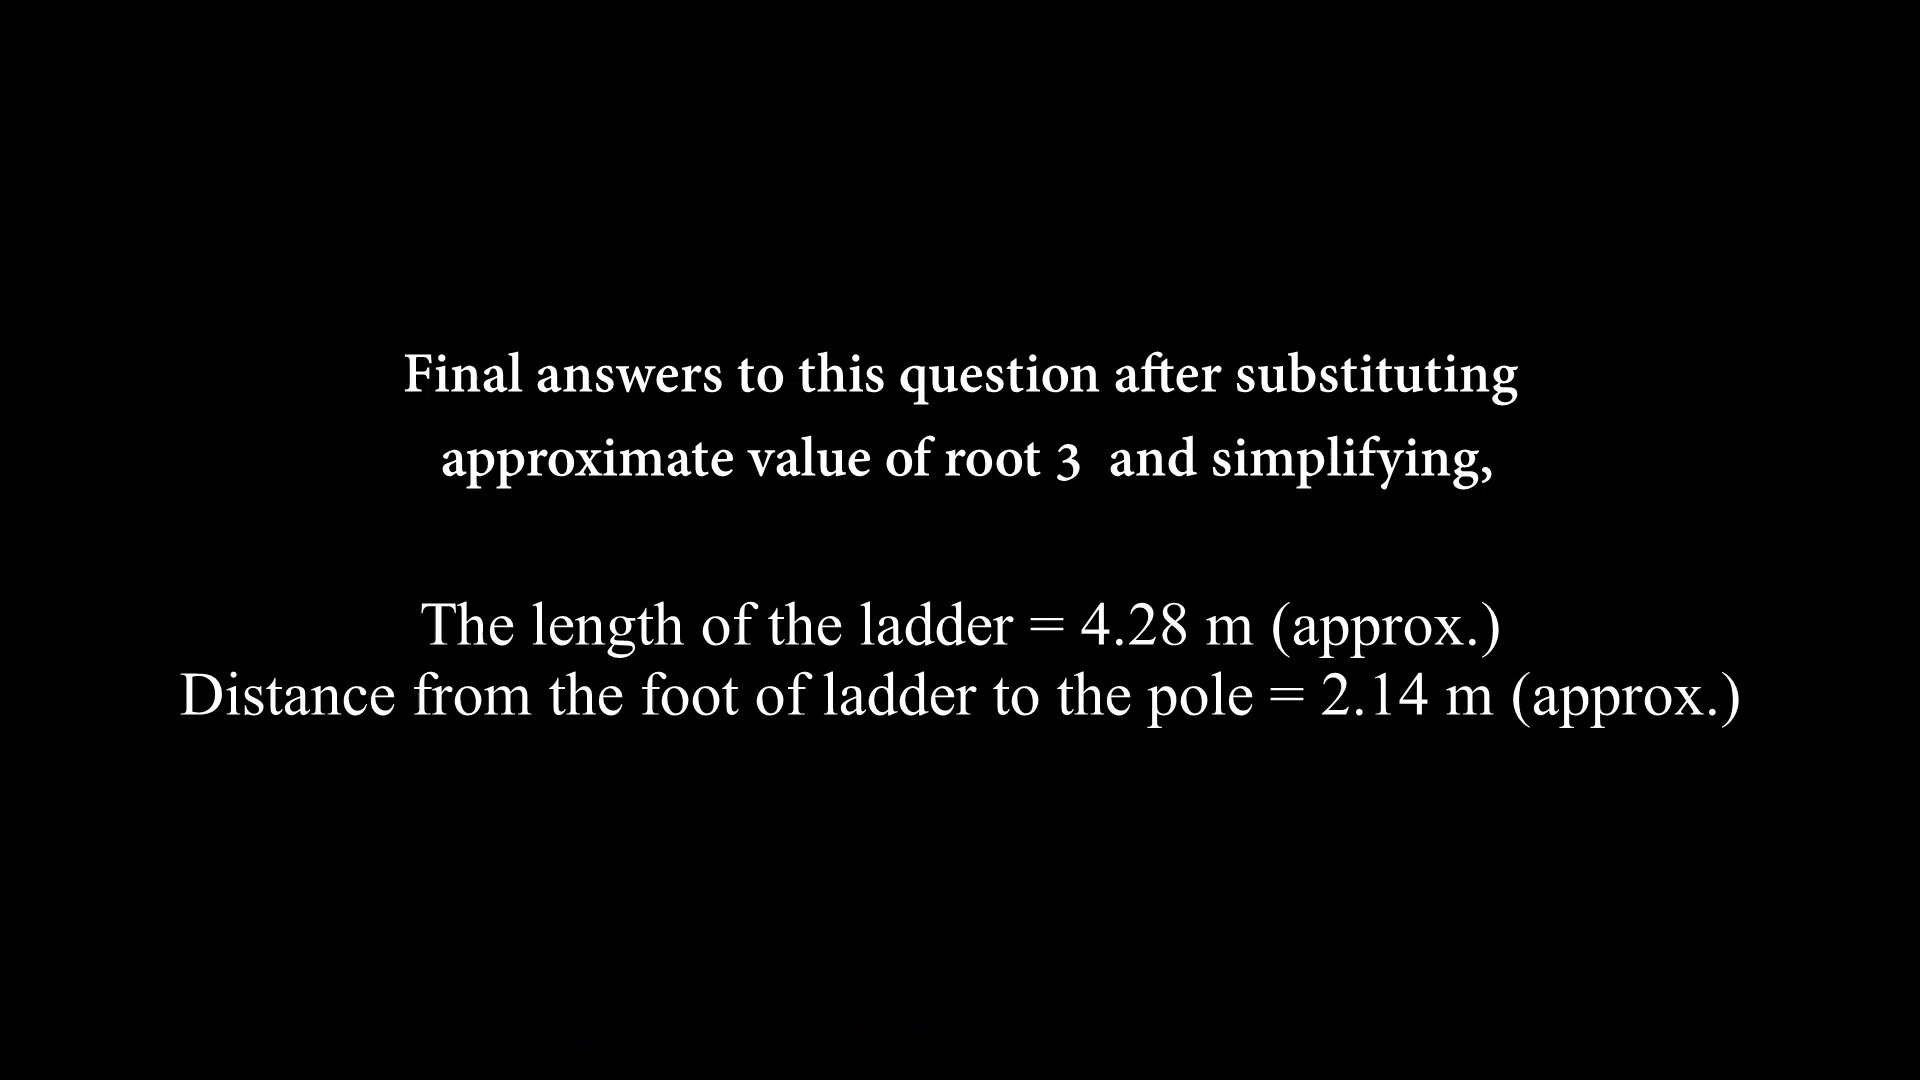 Final answers to this question after substituting
approximate value of root 3 and simplifying,
The length of the ladder = 4.28 m (approx.)
Distance from the foot of ladder to the pole = 2.14 m (approx.)